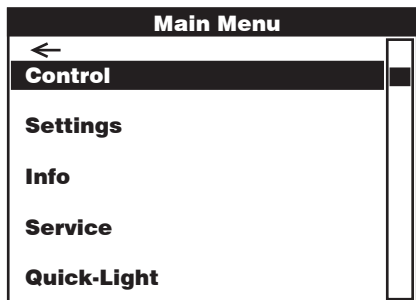 Main Menu
←
Control
Settings
Info
Service
Quick-Light